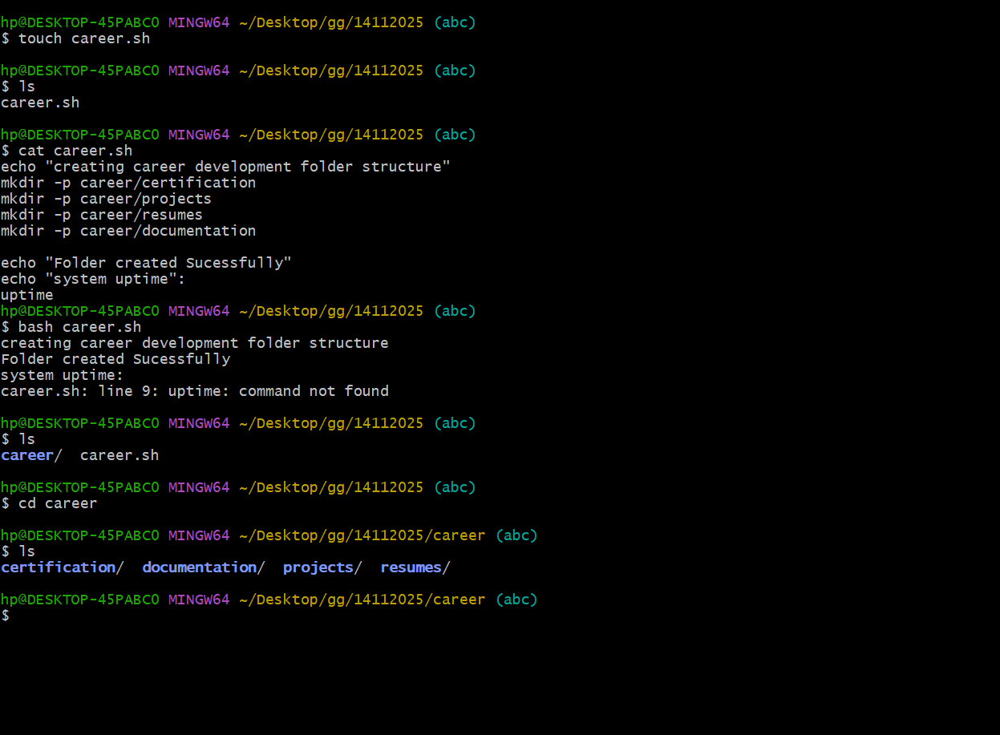 hp@DESKTOP-45PABC0 MINGW64 ~/Desktop/gg/14112025 (abc)
$ touch career.sh
hp@DESKTOP-45PABC0 MINGW64 ~/Desktop/gg/14112025 (abc)
$ ls
career.sh
hp@DESKTOP-45PABC0 MINGW64 ~/Desktop/gg/14112025 (abc)
$ cat career.sh
echo "creating career development folder structure"
mkdir -p career/certification
mkdir -p career/projects
mkdir -p career/resumes
mkdir -p career/documentation
echo "Folder created Sucessfully"
echo "system uptime":
uptime
hp@DESKTOP-45PABC0 MINGW64 ~/Desktop/gg/14112025 (abc)
$ bash career.sh
creating career development folder structure
Folder created Sucessfully
system uptime:
career.sh: line 9: uptime: command not found
hp@DESKTOP-45PABC0 MINGW64 ~/Desktop/gg/14112025 (abc)
$ ls
career/  career.sh
hp@DESKTOP-45PABC0 MINGW64 ~/Desktop/gg/14112025 (abc)
$ cd career
hp@DESKTOP-45PABC0 MINGW64 ~/Desktop/gg/14112025/career (abc)
$ ls
certification/  documentation/  projects/  resumes/
hp@DESKTOP-45PABC0 MINGW64 ~/Desktop/gg/14112025/career (abc)
$